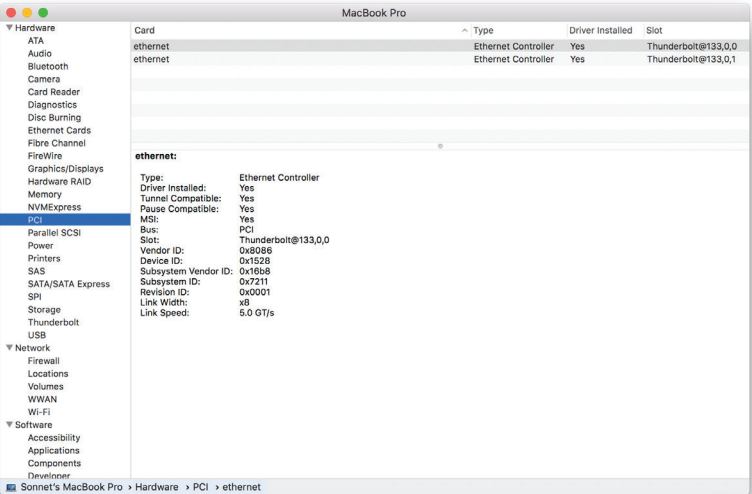 MacBook Pro
Hardware
ATA
Audio
Bluetooth
Camera
Card Reader
Diagnostics
Disc Burning
Ethernet Cards
Fibre Channel
FireWire
Graphics/Displays
Hardware RAID
Memory
NVMExpress
PCI
Parallel SCSI
Power
Printers
SAS
SATA/SATA Express
SPI
Storage
Thunderbolt
USB
Network
Firewall
Locations
Volumes
WWAN
Wi-Fi
Software
Accessibility
Applications
Components
Developer
Card Type Driver Installed Slot
ethernet Ethernet Controller Yes Thunderbolt@133,0,0
ethernet Ethernet Controller Yes Thunderbolt@133,0,1
ethernet:
Type: Ethernet Controller
Driver Installed: Yes
Tunnel Compatible: Yes
Pause Compatible: Yes
MSI: Yes
Bus: PCI
Slot: Thunderbolt@133,0,0
Vendor ID: 0x8086
Device ID: 0x1528
Subsystem Vendor ID: 0x16b8
Subsystem ID: 0x7211
Revision ID: 0x0001
Link Width: x8
Link Speed: 5.0 GT/s
Sonnet's MacBook Pro › Hardware › PCI › ethernet